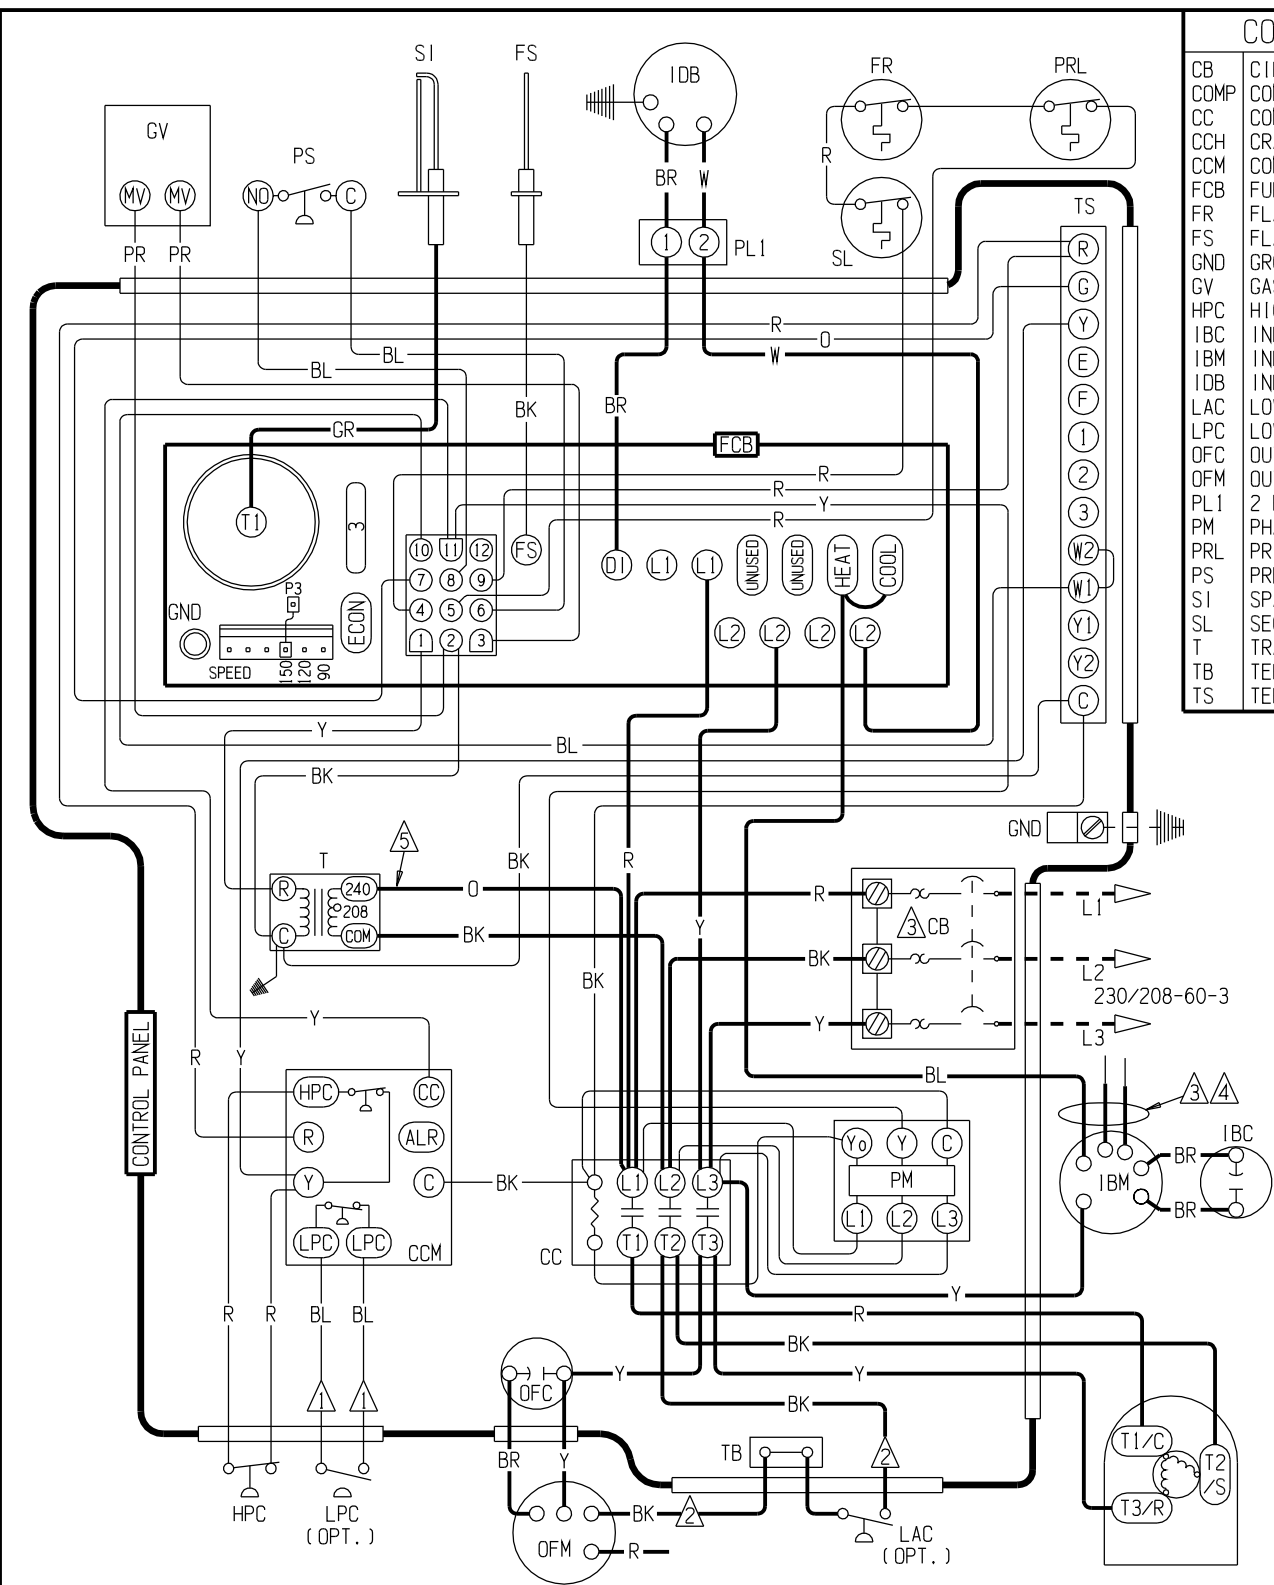 SI
FS
IDB
FR
PRL
GV
PS
MV
MV
NO
C
PR
PR
BR
W
R
1
2
PL1
SL
TS
R
G
Y
E
F
1
2
3
W2
W1
Y1
Y2
C
R
O
W
BL
BL
BK
BR
GR
FCB
R
R
Y
R
T1
3
10
11
12
7
8
9
4
5
6
1
2
3
FS
DI
L1
L1
UNUSED
UNUSED
HEAT
COOL
L2
L2
L2
L2
P3
GND
ECON
SPEED
150
120
90
Y
BL
BK
GND
T
5
R
240
208
C
COM
O
BK
BK
R
Y
BK
R
BK
Y
3
CB
L1
L2
230/208-60-3
L3
CONTROL PANEL
Y
R
Y
HPC
CC
R
ALR
Y
C
LPC
LPC
CCM
BK
BL
3
4
IBC
BR
BR
IBM
Yo
Y
C
PM
L1
L2
L3
L1
L2
L3
T1
T2
T3
CC
Y
R
BK
Y
R
R
BL
BL
1
1
OFC
Y
BK
BR
Y
TB
2
T1/C
T2
/S
T3/R
HPC
LPC
(OPT.)
OFM
BK
2
R
LAC
(OPT.)
CB
COMP
CC
CCH
CCM
FCB
FR
FS
GND
GV
HPC
IBC
IBM
IDB
LAC
LPC
OFC
OFM
PL1
PM
PRL
PS
SI
SL
T
TB
TS